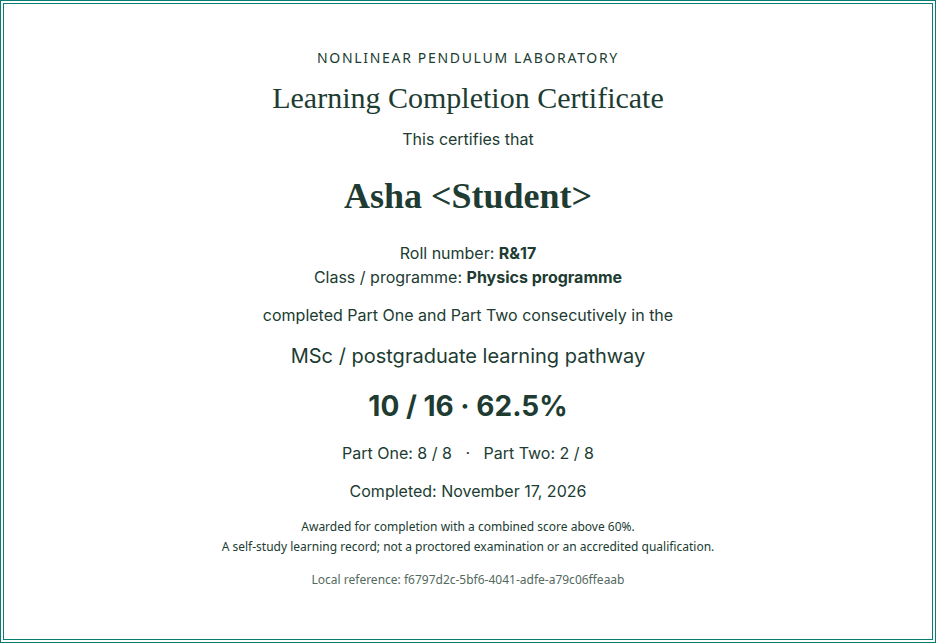 NONLINEAR PENDULUM LABORATORY
Learning Completion Certificate
This certifies that
Asha <Student>
Roll number: R&17
Class / programme: Physics programme
completed Part One and Part Two consecutively in the
MSc / postgraduate learning pathway
10 / 16 · 62.5%
Part One: 8 / 8 · Part Two: 2 / 8
Completed: November 17, 2026
Awarded for completion with a combined score above 60%.
A self-study learning record; not a proctored examination or an accredited qualification.
Local reference: f6797d2c-5bf6-4041-adfe-a79c06ffeaab